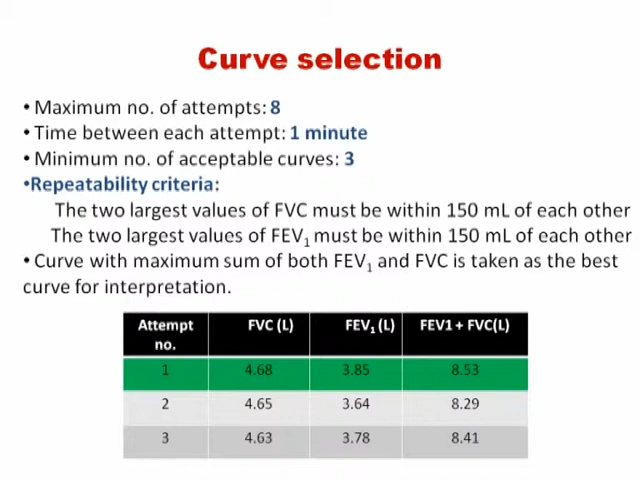 Curve selection
• Maximum no. of attempts: 8
• Time between each attempt: 1 minute
• Minimum no. of acceptable curves: 3
•Repeatability criteria:
The two largest values of FVC must be within 150 mL of each other
The two largest values of FEV₁ must be within 150 mL of each other
• Curve with maximum sum of both FEV₁ and FVC is taken as the best
curve for interpretation.
Attempt no. FVC (L) FEV₁ (L) FEV1 + FVC(L)
1 4.68 3.85 8.53
2 4.65 3.64 8.29
3 4.63 3.78 8.41